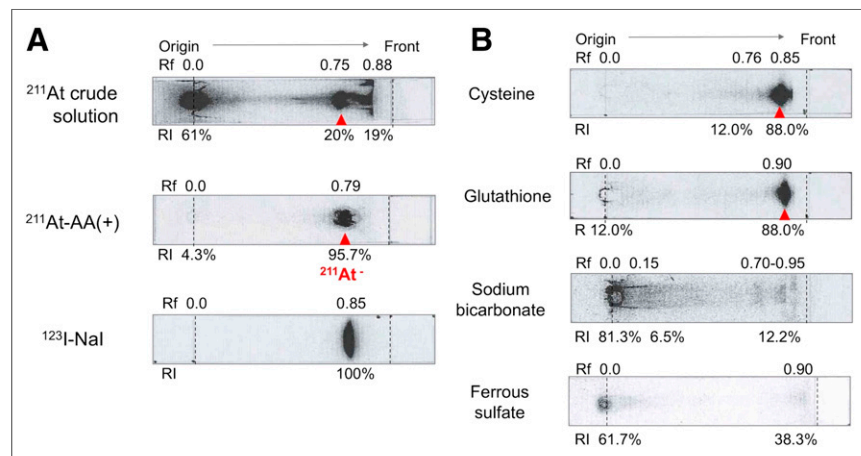 A
Origin Front
Rf 0.0 0.75 0.88
211At crude
solution
RI 61% 20% 19%
Rf 0.0 0.79
211At-AA(+)
RI 4.3% 95.7%
211At-
Rf 0.0 0.85
123I-NaI
RI 100%
B
Origin Front
Rf 0.0 0.76 0.85
Cysteine
RI 12.0% 88.0%
Rf 0.0 0.90
Glutathione
R 12.0% 88.0%
Rf 0.0 0.15 0.70-0.95
Sodium
bicarbonate
RI 81.3% 6.5% 12.2%
Rf 0.0 0.90
Ferrous
sulfate
RI 61.7% 38.3%